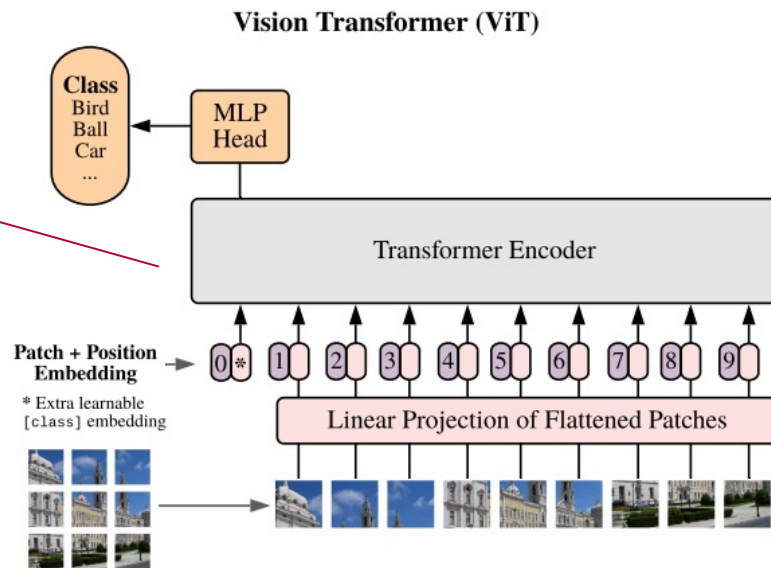 Vision Transformer (ViT)
Class
Bird
Ball
Car
...
MLP
Head
Transformer Encoder
Patch + Position
Embedding
0 * 1 2 3 4 5 6 7 8 9
* Extra learnable
[class] embedding
Linear Projection of Flattened Patches